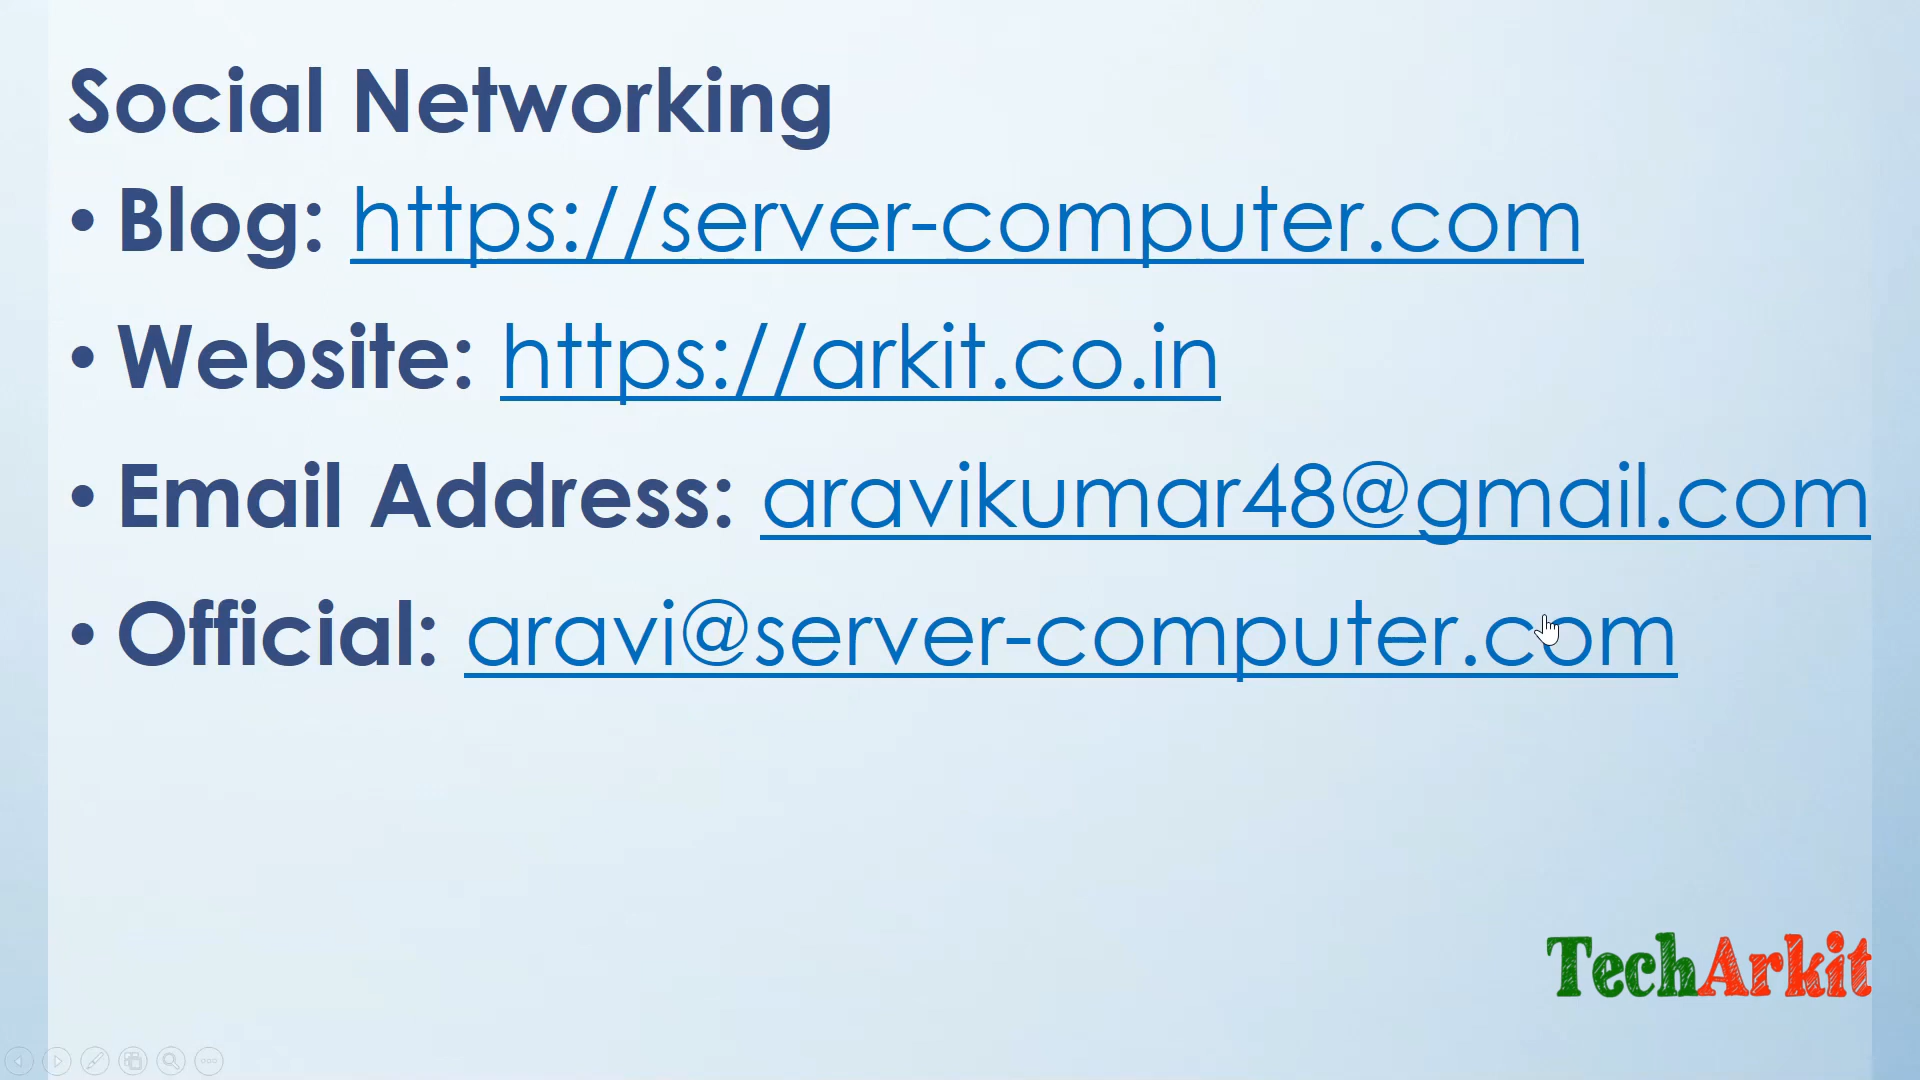 Social Networking
• Blog: https://server-computer.com
• Website: https://arkit.co.in
• Email Address: aravikumar48@gmail.com
• Official: aravi@server-computer.com
TechArkit